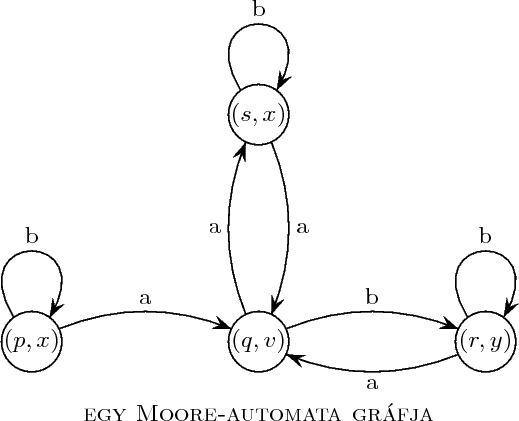 b
(s, x)
a a
b b
a b
(p, x) (q, v) (r, y)
a
EGY MOORE-AUTOMATA GRÁFJA